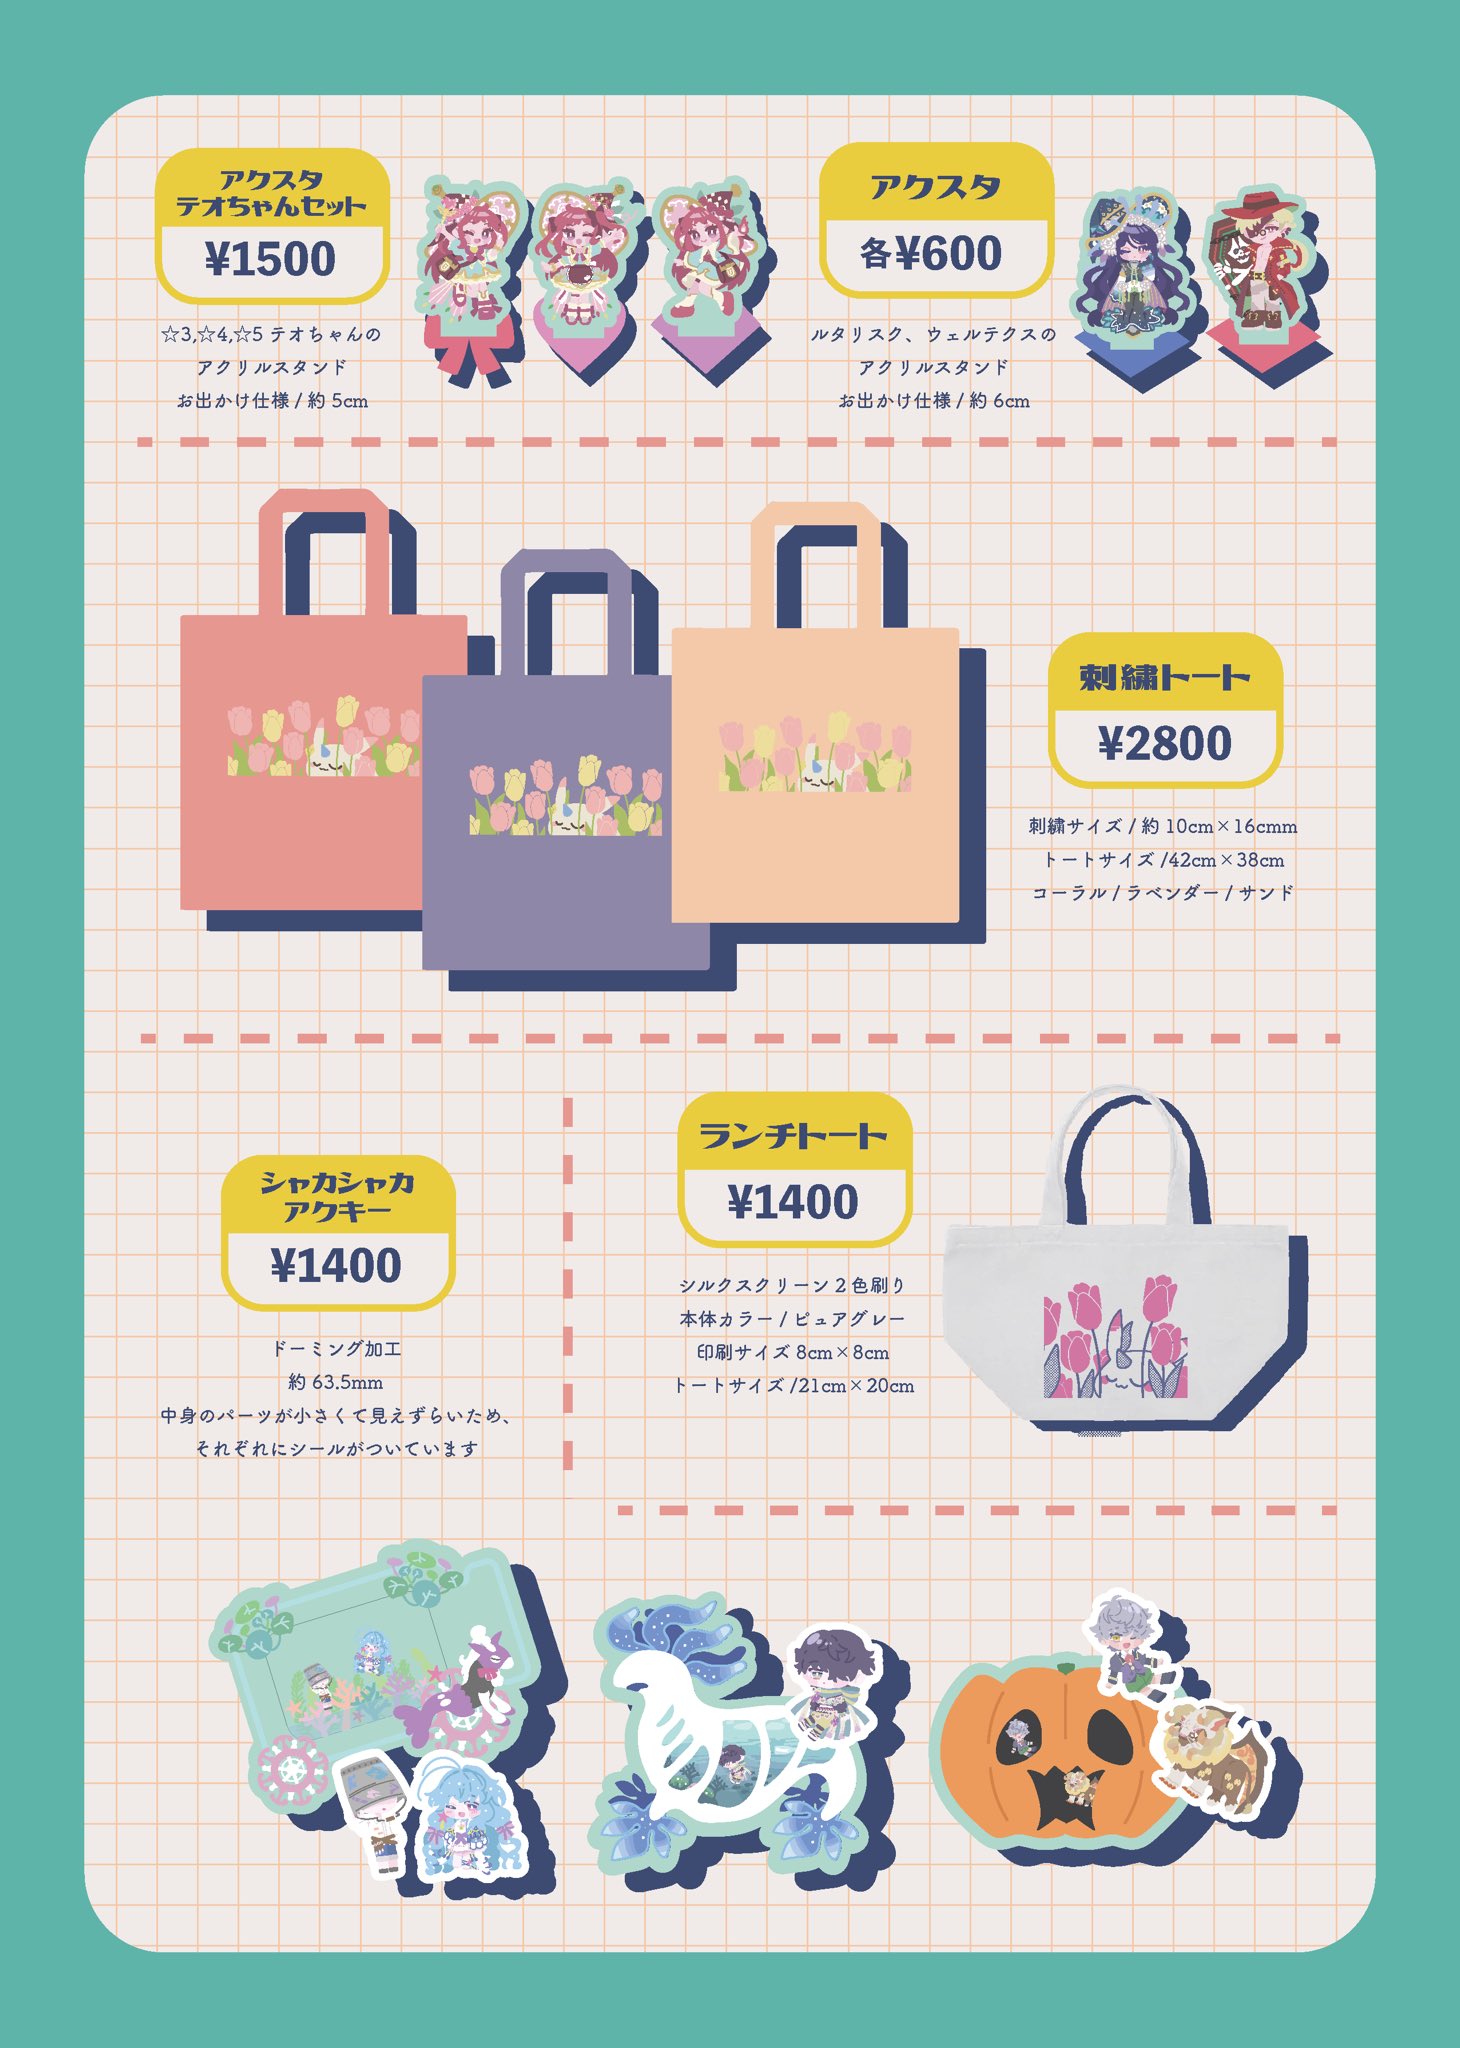 アクスタ
テオちゃんセット
¥1500
☆3,☆4,☆5 テオちゃんの
アクリルスタンド
お出かけ仕様 / 約 5cm
アクスタ
各¥600
ルタリスク、ウェルテクスの
アクリルスタンド
お出かけ仕様 / 約 6cm
刺繍トート
¥2800
刺繍サイズ / 約 10cm×16cmm
トートサイズ /42cm×38cm
コーラル / ラベンダー / サンド
シャカシャカ
アクキー
¥1400
ドーミング加工
約 63.5mm
中身のパーツが小さくて見えずらいため、
それぞれにシールがついています
ランチトート
¥1400
シルクスクリーン 2 色刷り
本体カラー / ピュアグレー
印刷サイズ 8cm×8cm
トートサイズ /21cm×20cm